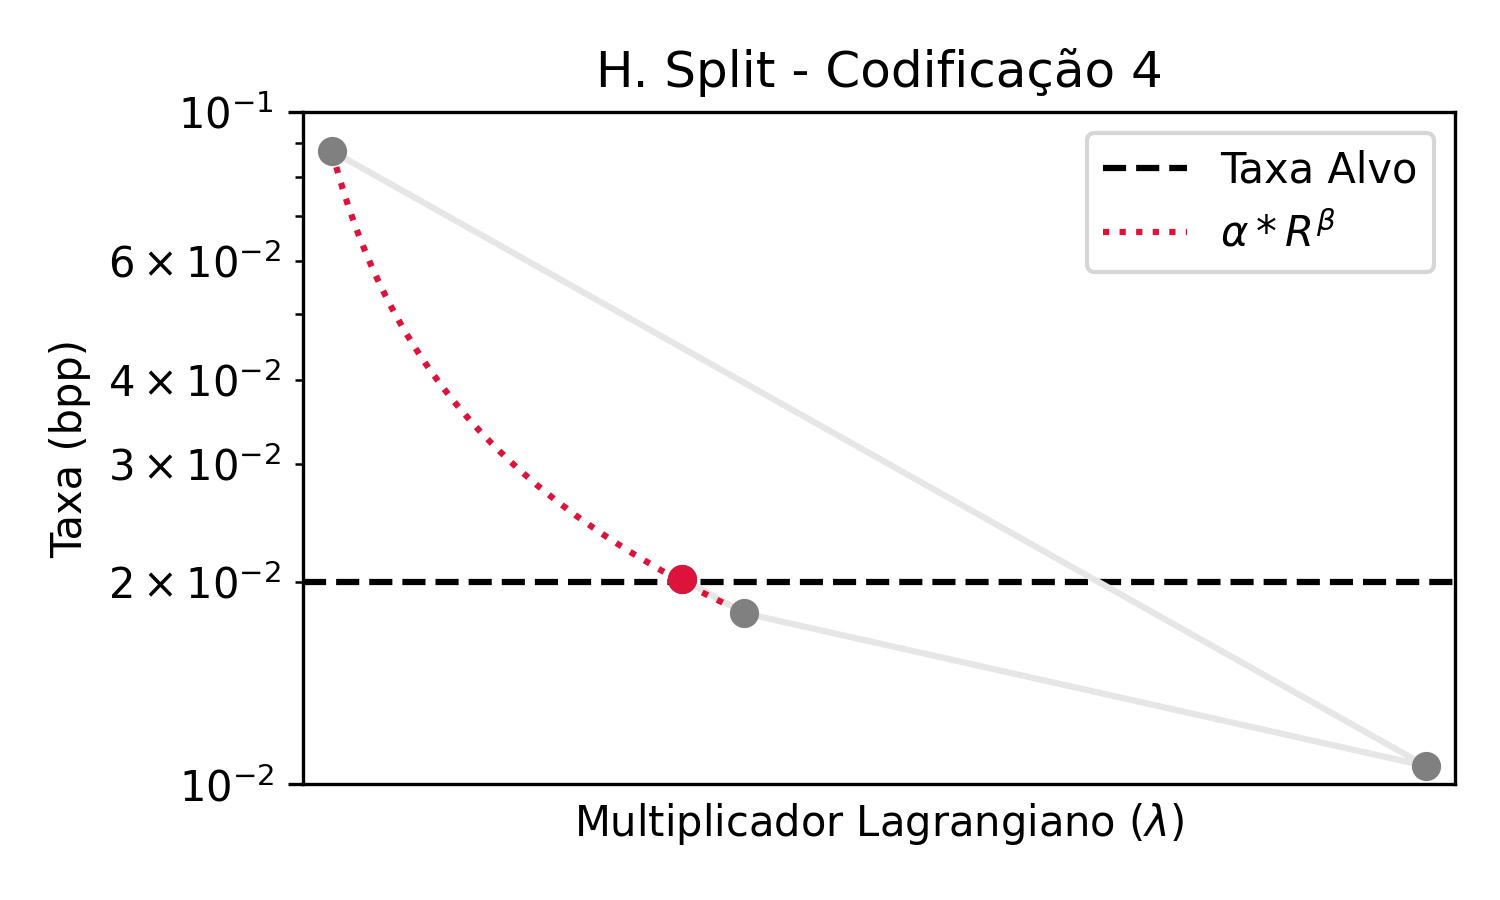 H. Split - Codificação 4
10⁻¹
6 × 10⁻²
4 × 10⁻²
3 × 10⁻²
2 × 10⁻²
10⁻²
Taxa (bpp)
Taxa Alvo
α * R^β
Multiplicador Lagrangiano (λ)